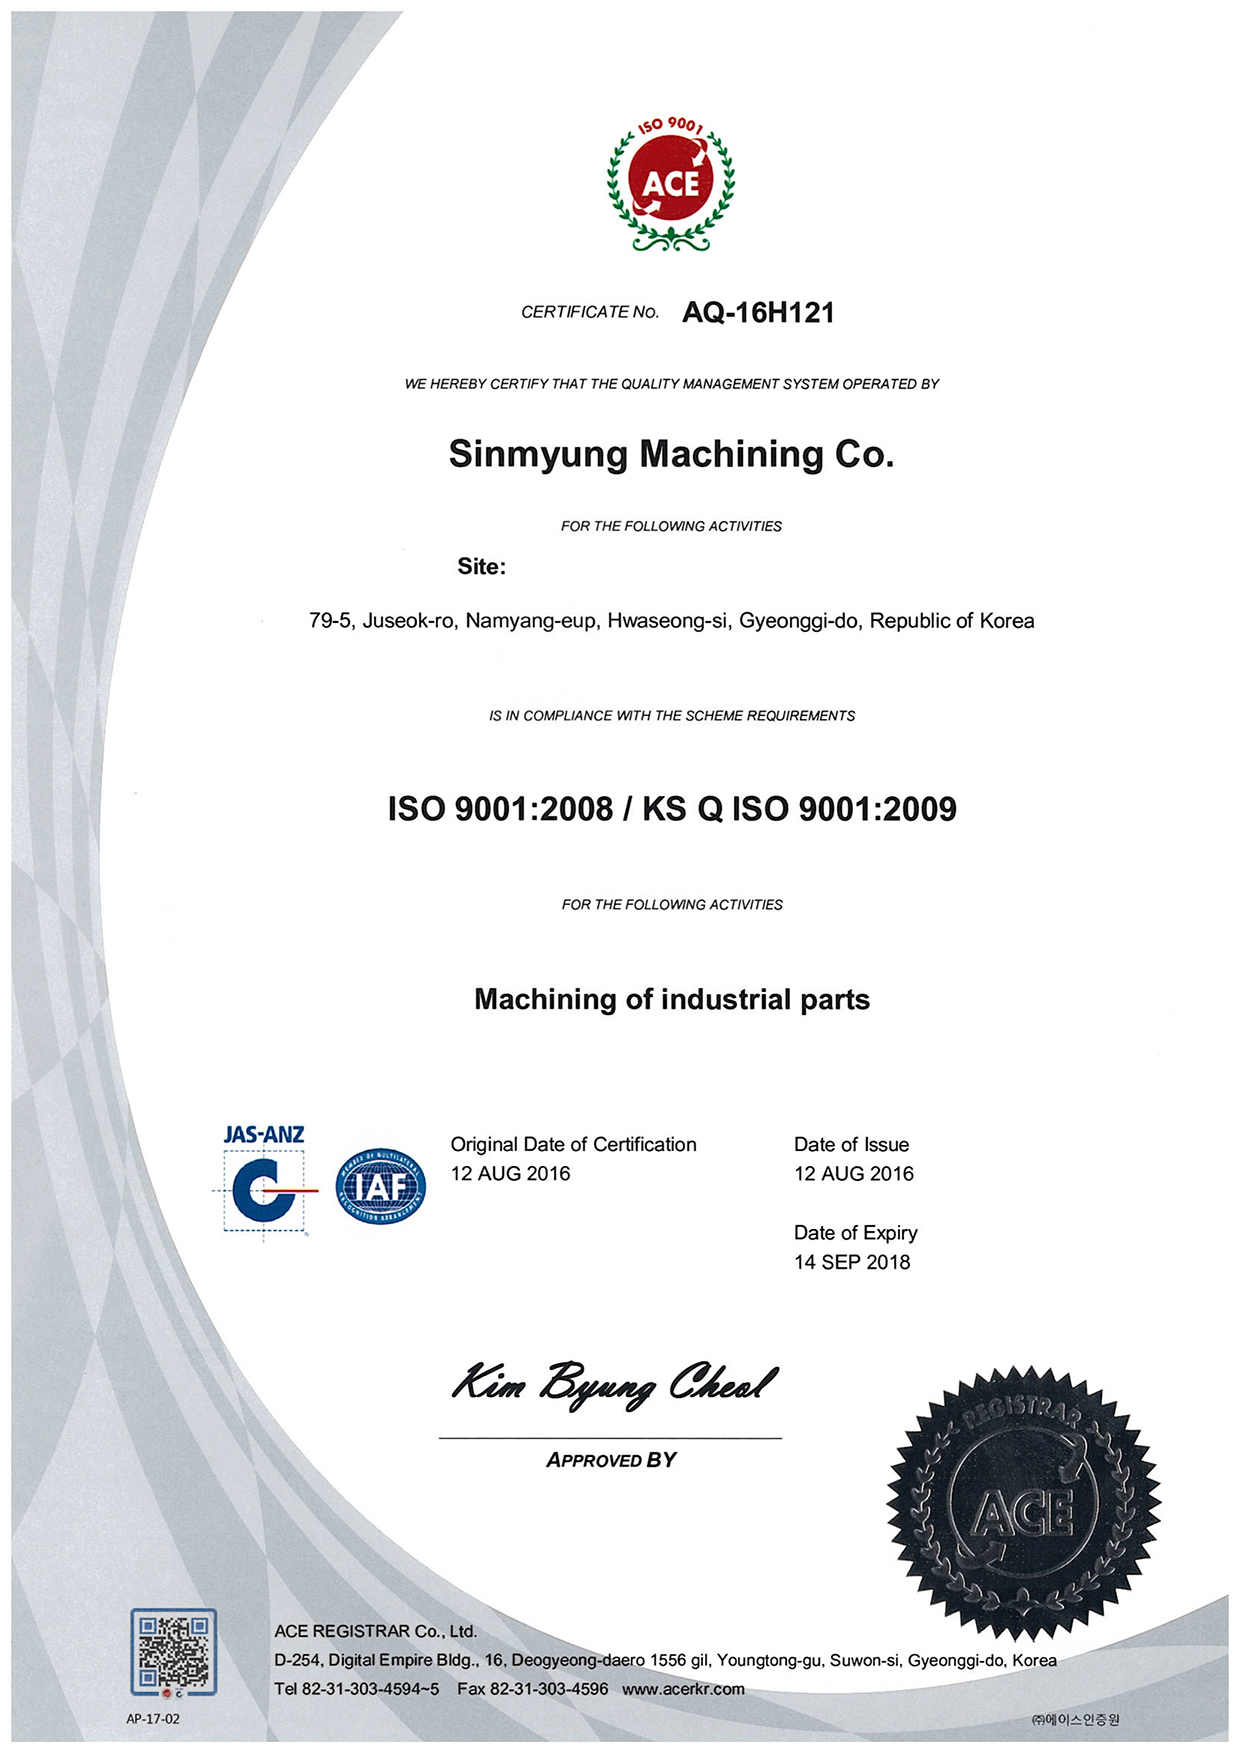 ISO 9001
ACE
CERTIFICATE No. AQ-16H121
WE HEREBY CERTIFY THAT THE QUALITY MANAGEMENT SYSTEM OPERATED BY
Sinmyung Machining Co.
FOR THE FOLLOWING ACTIVITIES
Site:
79-5, Juseok-ro, Namyang-eup, Hwaseong-si, Gyeonggi-do, Republic of Korea
IS IN COMPLIANCE WITH THE SCHEME REQUIREMENTS
ISO 9001:2008 / KS Q ISO 9001:2009
FOR THE FOLLOWING ACTIVITIES
Machining of industrial parts
JAS-ANZ
MEMBER OF MULTILATERAL
IAF
RECOGNITION ARRANGEMENT
Original Date of Certification
12 AUG 2016
Date of Issue
12 AUG 2016
Date of Expiry
14 SEP 2018
Kim Byung Cheol
APPROVED BY
REGISTRAR
ACE
ACE REGISTRAR Co., Ltd.
D-254, Digital Empire Bldg., 16, Deogyeong-daero 1556 gil, Youngtong-gu, Suwon-si, Gyeonggi-do, Korea
Tel 82-31-303-4594~5 Fax 82-31-303-4596 www.acerkr.com
AP-17-02
㈜에이스인증원